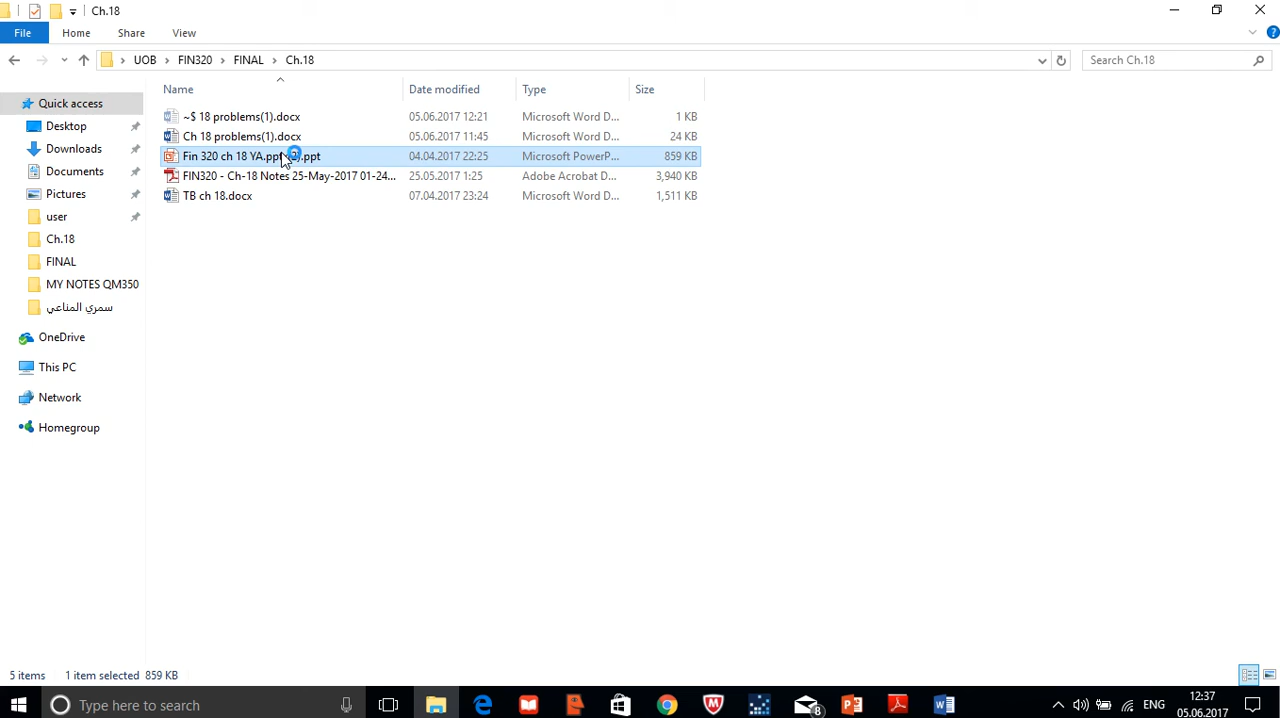 Ch.18
File Home Share View
UOB FIN320 FINAL Ch.18 Search Ch.18
Name Date modified Type Size
Quick access
Desktop
Downloads
Documents
Pictures
user
Ch.18
FINAL
MY NOTES QM350
سمري المناعي
OneDrive
This PC
Network
Homegroup
~$ 18 problems(1).docx 05.06.2017 12:21 Microsoft Word D... 1 KB
Ch 18 problems(1).docx 05.06.2017 11:45 Microsoft Word D... 24 KB
Fin 320 ch 18 YA.ppt .ppt 04.04.2017 22:25 Microsoft PowerP... 859 KB
FIN320 - Ch-18 Notes 25-May-2017 01-24... 25.05.2017 1:25 Adobe Acrobat D... 3,940 KB
TB ch 18.docx 07.04.2017 23:24 Microsoft Word D... 1,511 KB
5 items 1 item selected 859 KB
Type here to search
8
ENG
12:37
05.06.2017